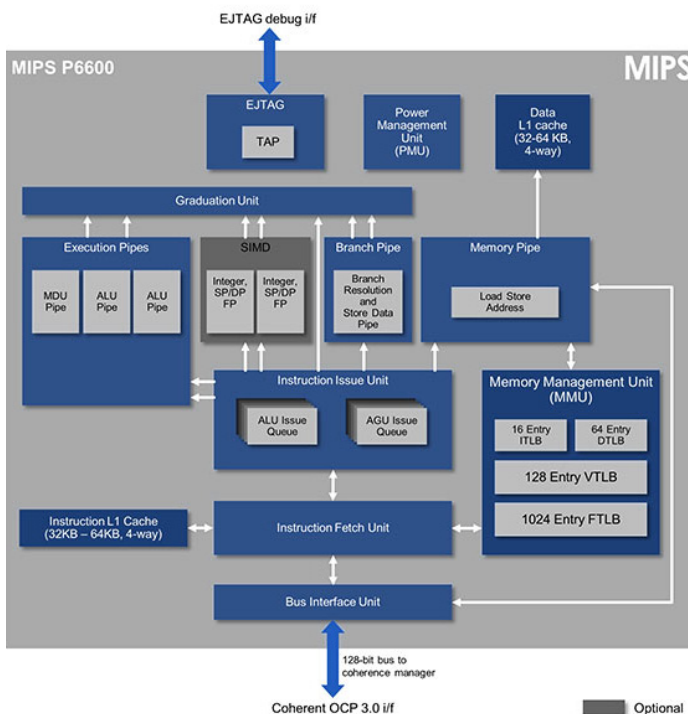 EJTAG debug i/f
MIPS P6600
MIPS
EJTAG
TAP
Power
Management
Unit
(PMU)
Data
L1 cache
(32-64 KB,
4-way)
Graduation Unit
Execution Pipes
MDU
Pipe
ALU
Pipe
ALU
Pipe
SIMD
Integer,
SP/DP
FP
Integer,
SP/DP
FP
Branch Pipe
Branch
Resolution
and
Store Data
Pipe
Memory Pipe
Load Store
Address
Instruction Issue Unit
ALU Issue
Queue
AGU Issue
Queue
Memory Management Unit
(MMU)
16 Entry
ITLB
64 Entry
DTLB
128 Entry VTLB
1024 Entry FTLB
Instruction L1 Cache
(32KB – 64KB, 4-way)
Instruction Fetch Unit
Bus Interface Unit
128-bit bus to
coherence manager
Coherent OCP 3.0 i/f
Optional